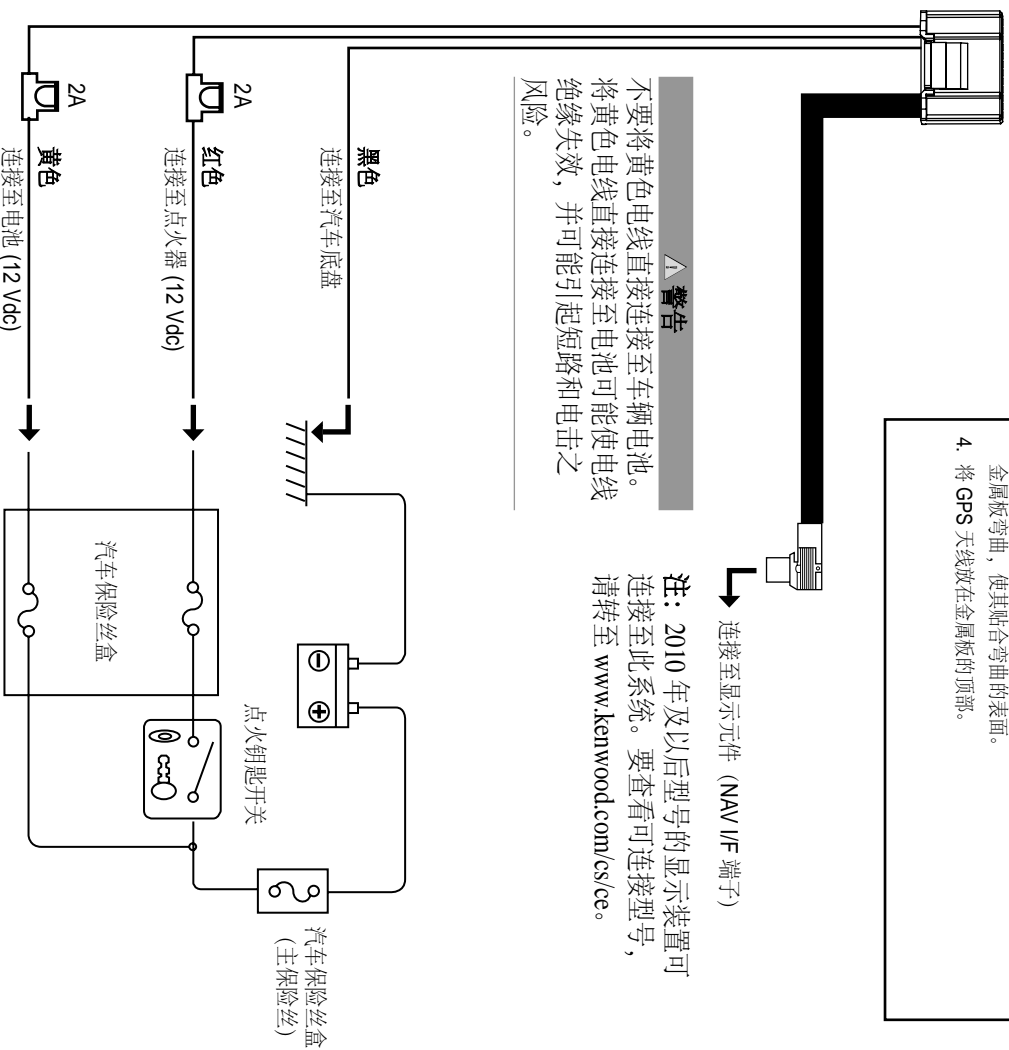 金属板弯曲，使其贴合弯曲的表面。
4. 将 GPS 天线放在金属板的顶部。
连接至显示元件（NAV I/F 端子）
警告
不要将黄色电线直接连接至车辆电池。
将黄色电线直接连接至电池可能使电线
绝缘失效，并可能引起短路和电击之
风险。
注：2010 年及以后型号的显示装置可
连接至此系统。要查看可连接型号，
请转至 www.kenwood.com/cs/ce。
黑色
连接至汽车底盘
2A
红色
连接至点火器 (12 Vdc)
2A
黄色
连接至电池 (12 Vdc)
汽车保险丝盒
点火钥匙开关
汽车保险丝盒
（主保险丝）